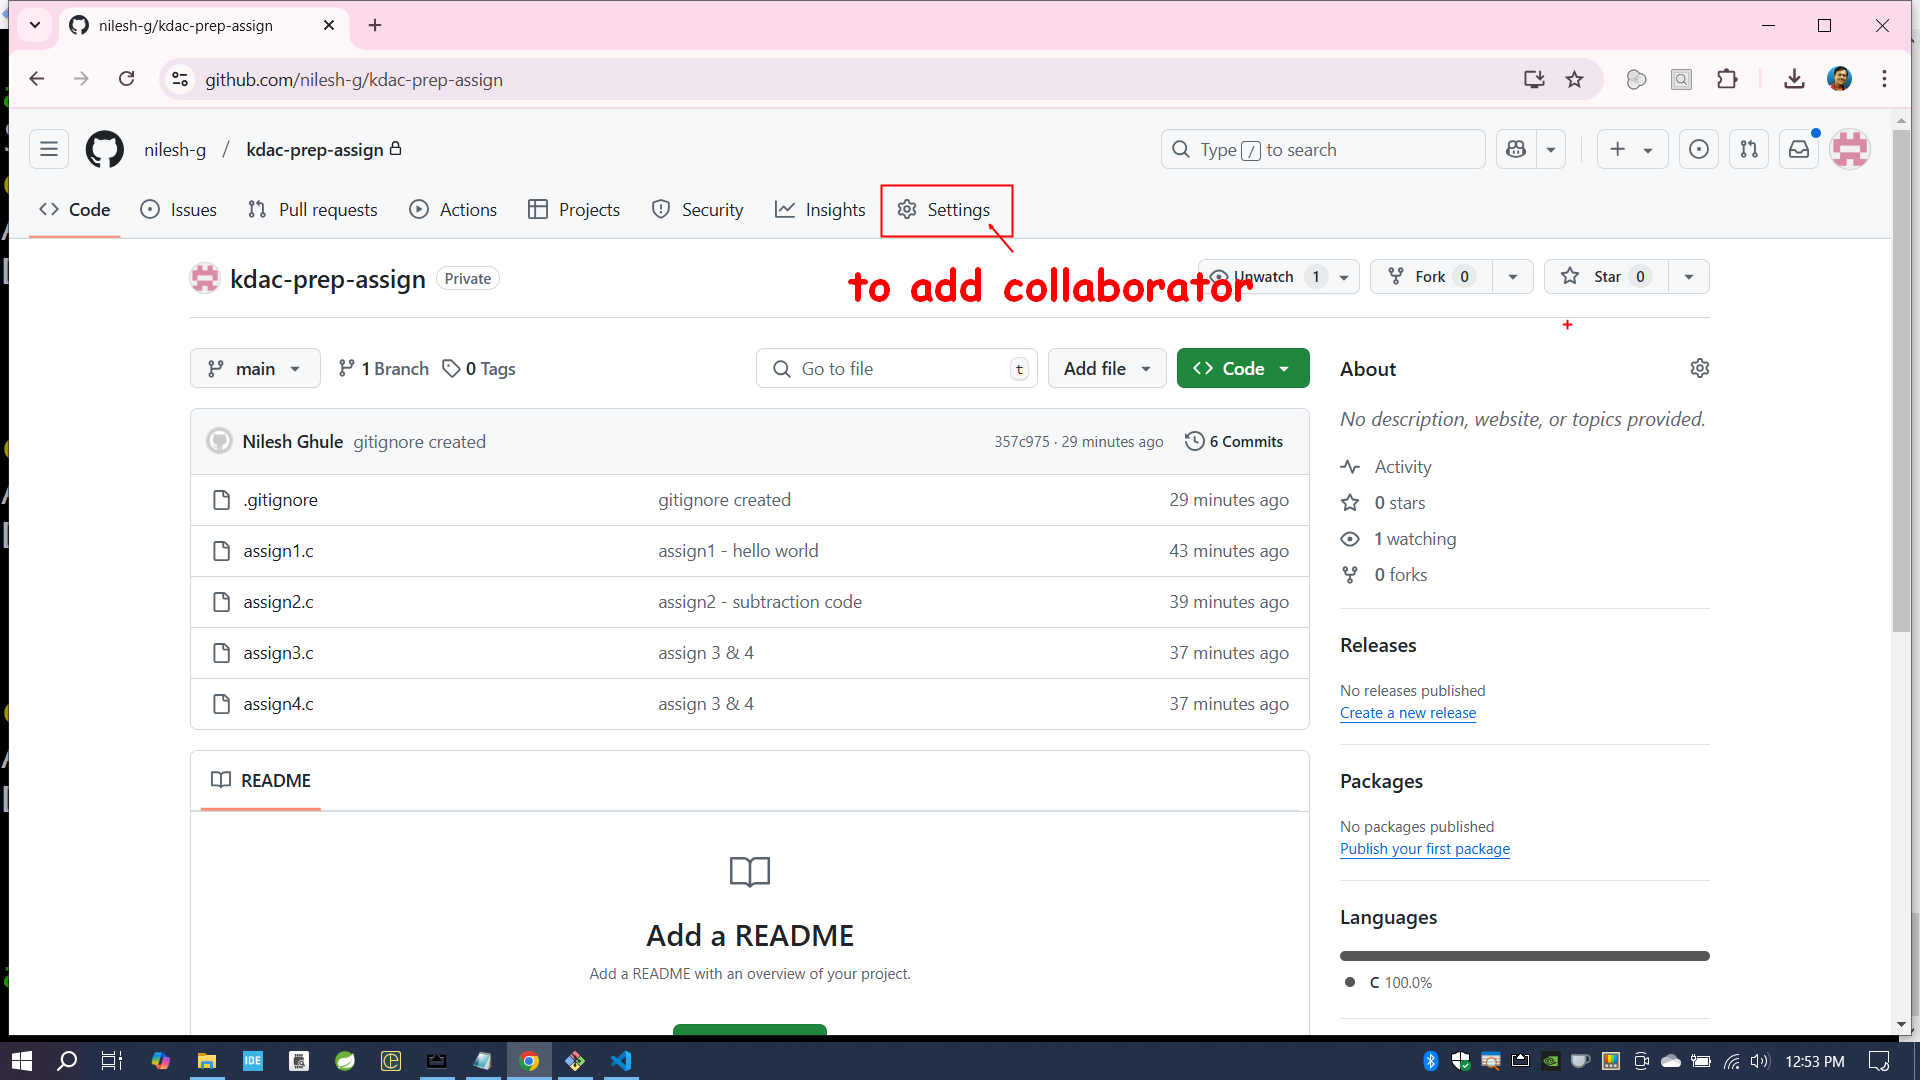 nilesh-g/kdac-prep-assign
github.com/nilesh-g/kdac-prep-assign
nilesh-g / kdac-prep-assign
Type / to search
Code Issues Pull requests Actions Projects Security Insights Settings
kdac-prep-assign Private
to add collaborator
Unwatch 1 Fork 0 Star 0
main 1 Branch 0 Tags Go to file t Add file Code
About
No description, website, or topics provided.
Nilesh Ghule gitignore created 357c975 · 29 minutes ago 6 Commits
.gitignore gitignore created 29 minutes ago
assign1.c assign1 - hello world 43 minutes ago
assign2.c assign2 - subtraction code 39 minutes ago
assign3.c assign 3 & 4 37 minutes ago
assign4.c assign 3 & 4 37 minutes ago
Activity
0 stars
1 watching
0 forks
Releases
No releases published
Create a new release
README
Add a README
Add a README with an overview of your project.
Packages
No packages published
Publish your first package
Languages
C 100.0%
IDE
12:53 PM